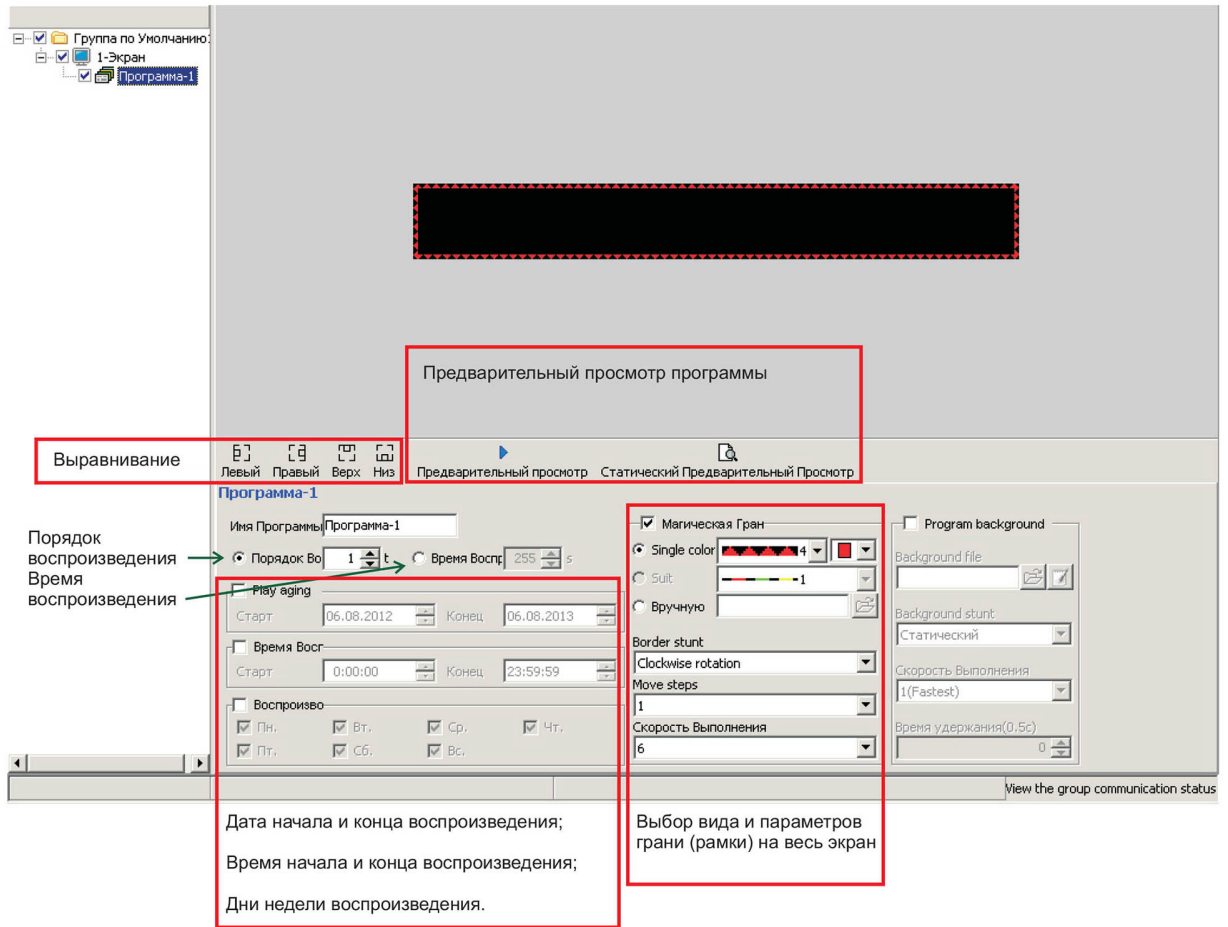 Группа по Умолчанию:
1-Экран
Программа-1
Предварительный просмотр программы
Выравнивание
Левый Правый Верх Низ
Предварительный просмотр Статический Предварительный Просмотр
Программа-1
Имя Программы Программа-1
Порядок
воспроизведения
Время
воспроизведения
Порядок Во 1 t Время Воспр 255 s
Play aging
Старт 06.08.2012 Конец 06.08.2013
Время Восг
Старт 0:00:00 Конец 23:59:59
Воспроизво
Пн. Вт. Ср. Чт.
Пт. Сб. Вс.
Магическая Гран
Single color 4
Suit 1
Вручную
Border stunt
Clockwise rotation
Move steps
1
Скорость Выполнения
6
Program background
Background file
Background stunt
Статический
Скорость Выполнения
1(Fastest)
Время удержания(0.5с)
0
View the group communication status
Дата начала и конца воспроизведения;
Время начала и конца воспроизведения;
Дни недели воспроизведения.
Выбор вида и параметров
грани (рамки) на весь экран